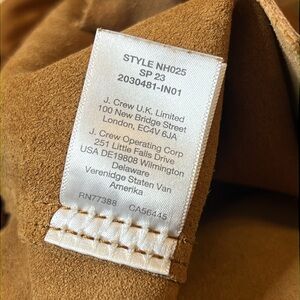 STYLE NH025
SP 23
2030481-IN01
J. Crew U.K. Limited
100 New Bridge Street
London, EC4V 6JA
J. Crew Operating Corp
251 Little Falls Drive
USA DE19808 Wilmington
Delaware
Verenidge Staten Van
Amerika
RN77388 CA56445